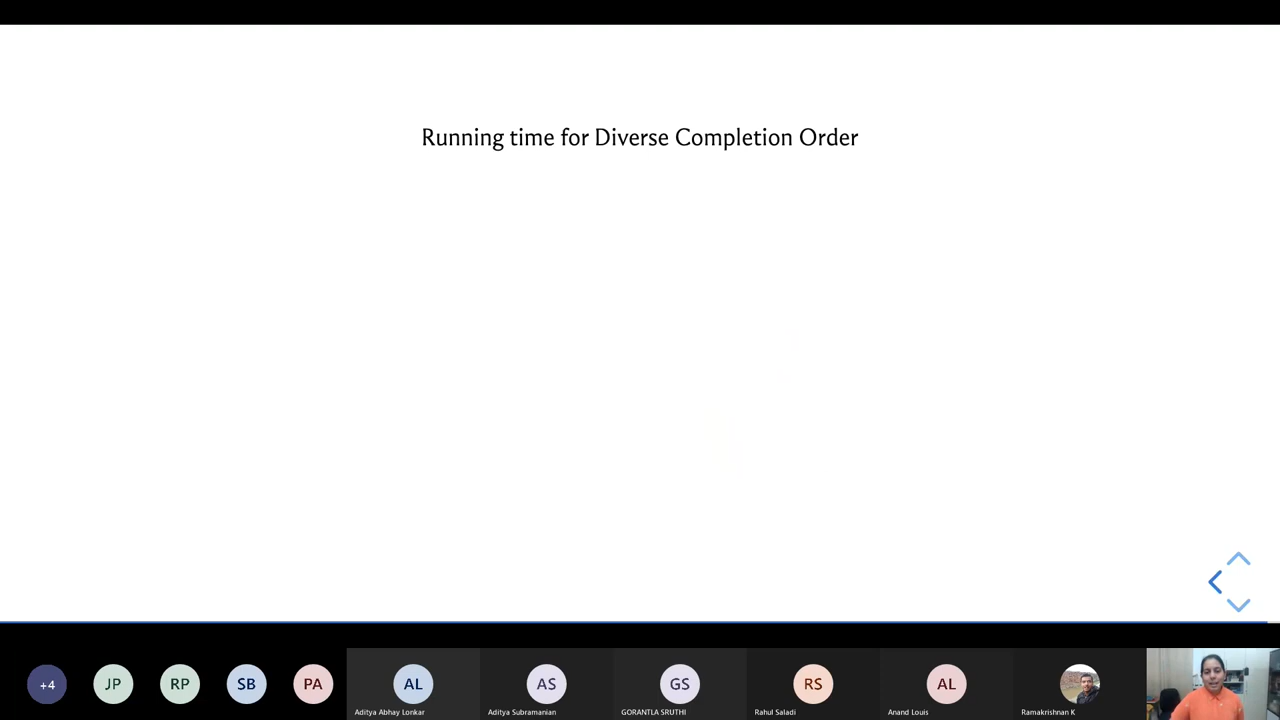 Running time for Diverse Completion Order
+4
JP
RP
SB
PA
AL
AS
GS
RS
AL
Aditya Abhay Lonkar
Aditya Subramanian
GORANTLA SRUTHI
Rahul Saladi
Anand Louis
Ramakrishnan K